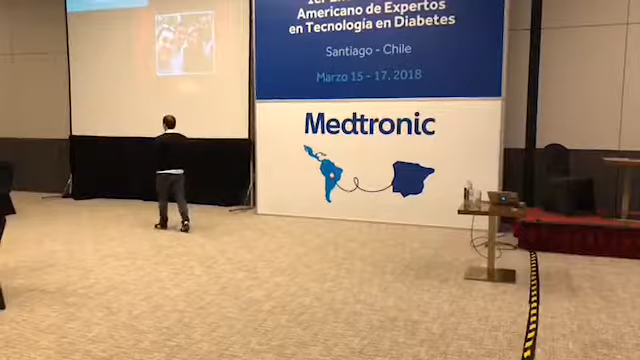 Americano de Expertos
en Tecnología en Diabetes
Santiago - Chile
Marzo 15 - 17, 2018
Medtronic